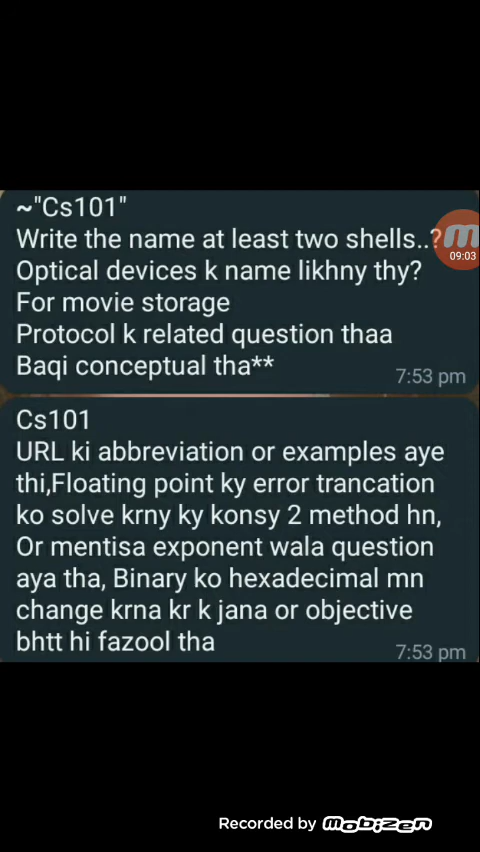 ~"Cs101"
Write the name at least two shells..?
Optical devices k name likhny thy?
For movie storage
Protocol k related question thaa
Baqi conceptual tha**
7:53 pm
09:03
Cs101
URL ki abbreviation or examples aye
thi,Floating point ky error trancation
ko solve krny ky konsy 2 method hn,
Or mentisa exponent wala question
aya tha, Binary ko hexadecimal mn
change krna kr k jana or objective
bhtt hi fazool tha
7:53 pm
Recorded by mobizen